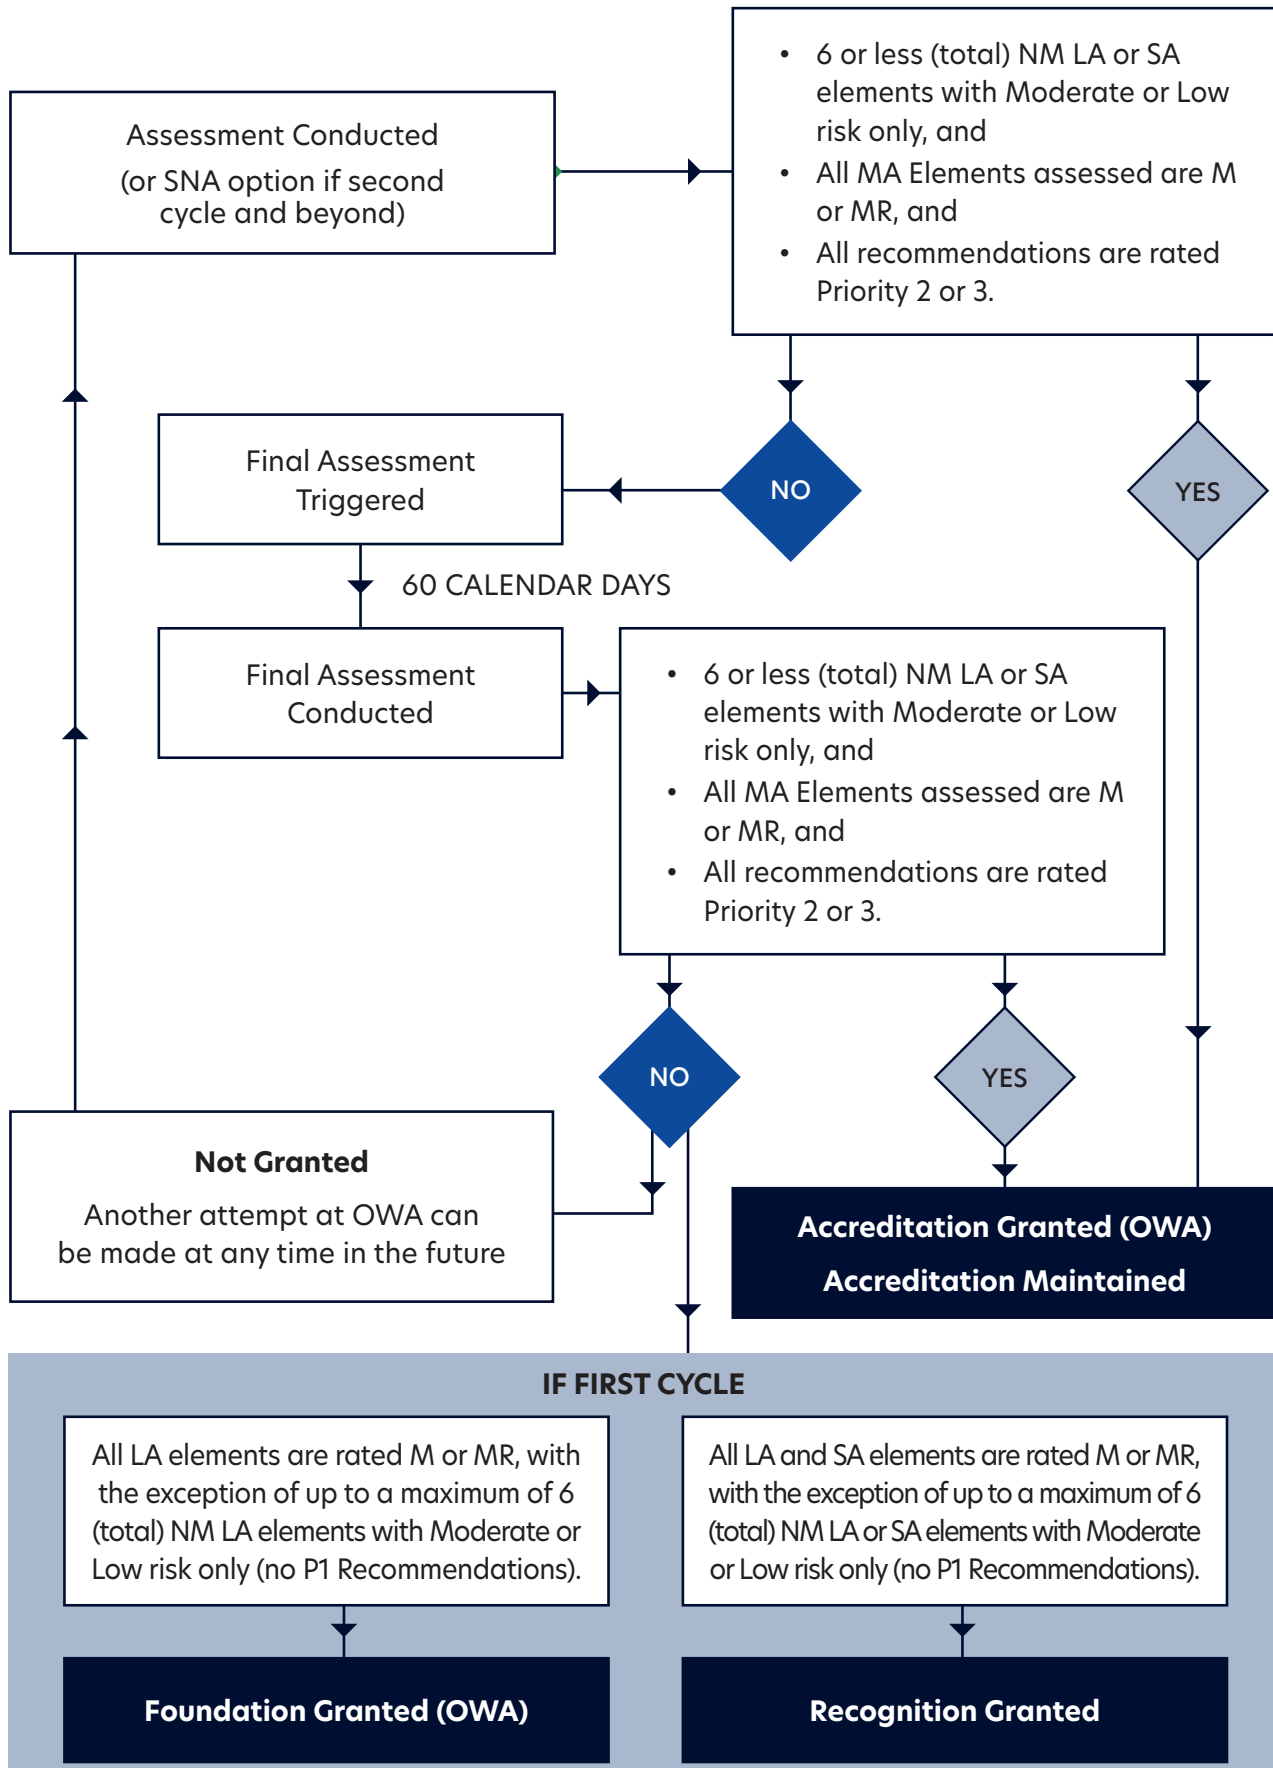 Assessment Conducted
(or SNA option if second
cycle and beyond)
• 6 or less (total) NM LA or SA
elements with Moderate or Low
risk only, and
• All MA Elements assessed are M
or MR, and
• All recommendations are rated
Priority 2 or 3.
NO
YES
Final Assessment
Triggered
60 CALENDAR DAYS
Final Assessment
Conducted
• 6 or less (total) NM LA or SA
elements with Moderate or Low
risk only, and
• All MA Elements assessed are M
or MR, and
• All recommendations are rated
Priority 2 or 3.
NO
YES
Not Granted
Another attempt at OWA can
be made at any time in the future
Accreditation Granted (OWA)
Accreditation Maintained
IF FIRST CYCLE
All LA elements are rated M or MR, with
the exception of up to a maximum of 6
(total) NM LA elements with Moderate or
Low risk only (no P1 Recommendations).
Foundation Granted (OWA)
All LA and SA elements are rated M or MR,
with the exception of up to a maximum of 6
(total) NM LA or SA elements with Moderate
or Low risk only (no P1 Recommendations).
Recognition Granted